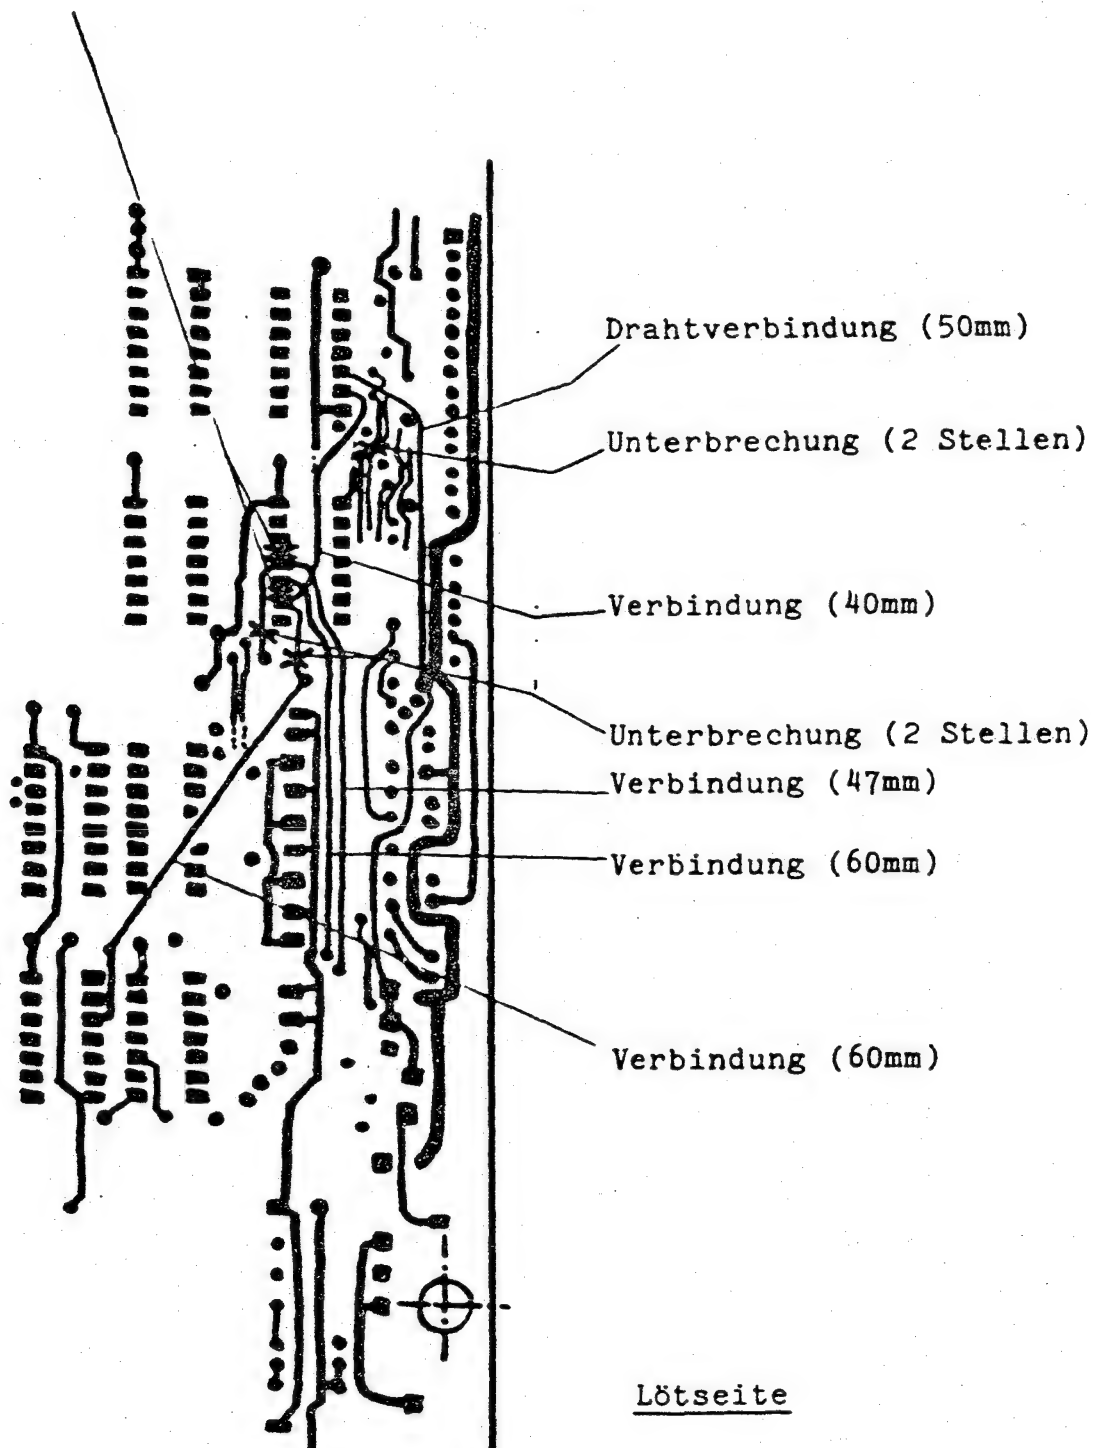 Drahtverbindung (50mm)
Unterbrechung (2 Stellen)
Verbindung (40mm)
Unterbrechung (2 Stellen)
Verbindung (47mm)
Verbindung (60mm)
Verbindung (60mm)
Lötseite